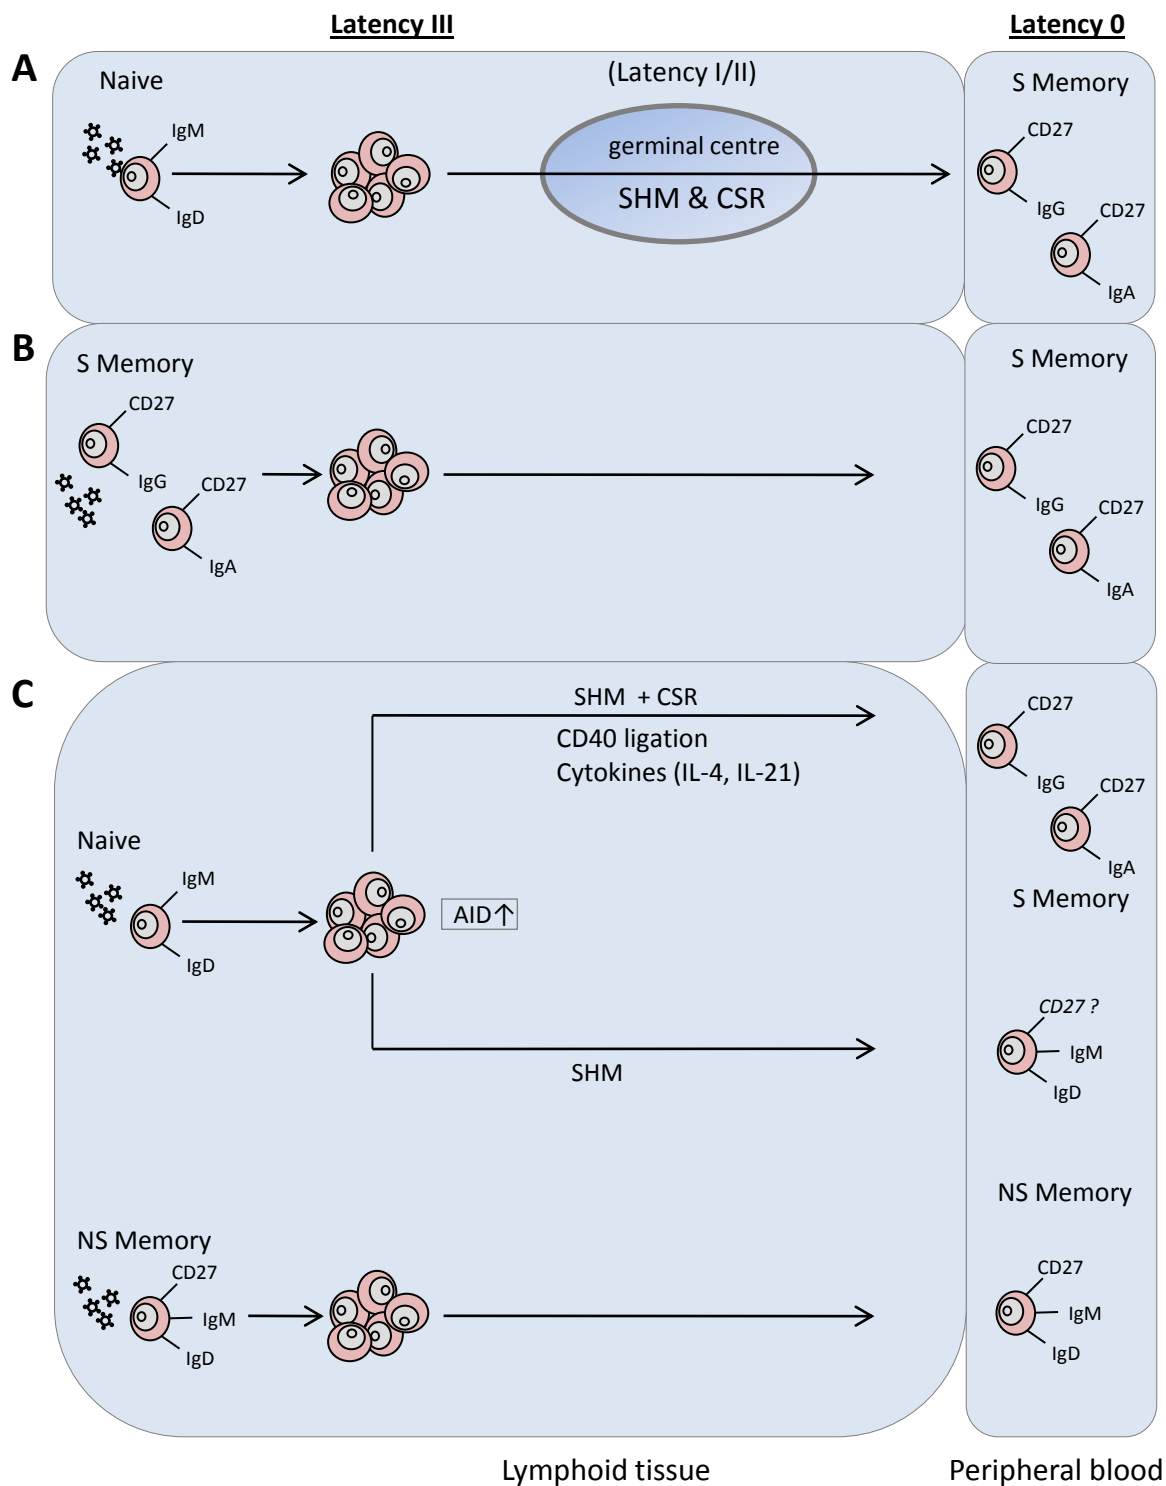 Latency III
Latency 0
A
Naive
IgM
IgD
(Latency I/II)
germinal centre
SHM & CSR
S Memory
CD27
IgG
CD27
IgA
B
S Memory
CD27
IgG
CD27
IgA
S Memory
CD27
IgG
CD27
IgA
C
SHM + CSR
CD40 ligation
Cytokines (IL-4, IL-21)
Naive
IgM
IgD
AID↑
SHM
CD27
IgG
CD27
IgA
S Memory
CD27 ?
IgM
IgD
NS Memory
NS Memory
CD27
IgM
IgD
CD27
IgM
IgD
Lymphoid tissue
Peripheral blood